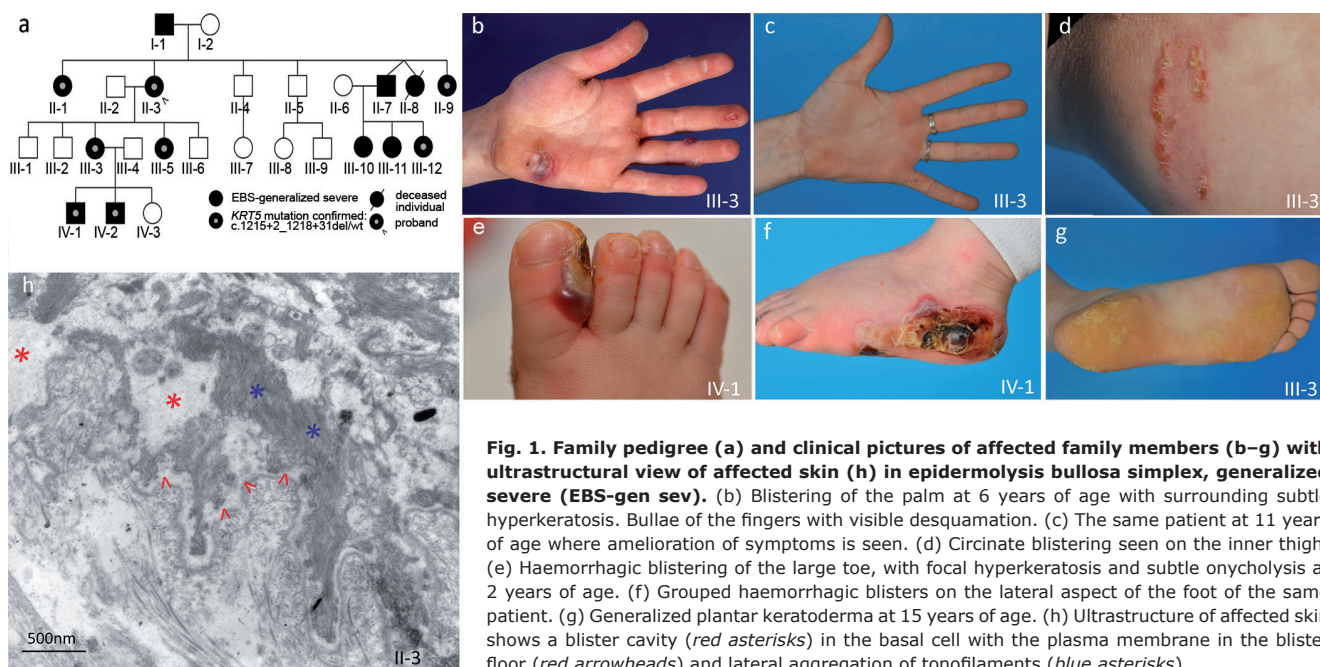 a
I-1
I-2
II-1
II-2
II-3
II-4
II-5
II-6
II-7
II-8
II-9
III-1
III-2
III-3
III-4
III-5
III-6
III-7
III-8
III-9
III-10
III-11
III-12
IV-1
IV-2
IV-3
EBS-generalized severe
KRT5 mutation confirmed:
c.1215+2_1218+31del/wt
deceased
individual
proband
b
III-3
c
III-3
d
III-3
e
IV-1
f
IV-1
g
III-3
h
* * * *
^ ^ ^ ^
500nm
II-3
Fig. 1. Family pedigree (a) and clinical pictures of affected family members (b–g) with
ultrastructural view of affected skin (h) in epidermolysis bullosa simplex, generalized
severe (EBS-gen sev). (b) Blistering of the palm at 6 years of age with surrounding subtle
hyperkeratosis. Bullae of the fingers with visible desquamation. (c) The same patient at 11 year
of age where amelioration of symptoms is seen. (d) Circinate blistering seen on the inner thigh
(e) Haemorrhagic blistering of the large toe, with focal hyperkeratosis and subtle onycholysis a
2 years of age. (f) Grouped haemorrhagic blisters on the lateral aspect of the foot of the same
patient. (g) Generalized plantar keratoderma at 15 years of age. (h) Ultrastructure of affected skin
shows a blister cavity (red asterisks) in the basal cell with the plasma membrane in the bliste
floor (red arrowheads) and lateral aggregation of tonofilaments (blue asterisks)